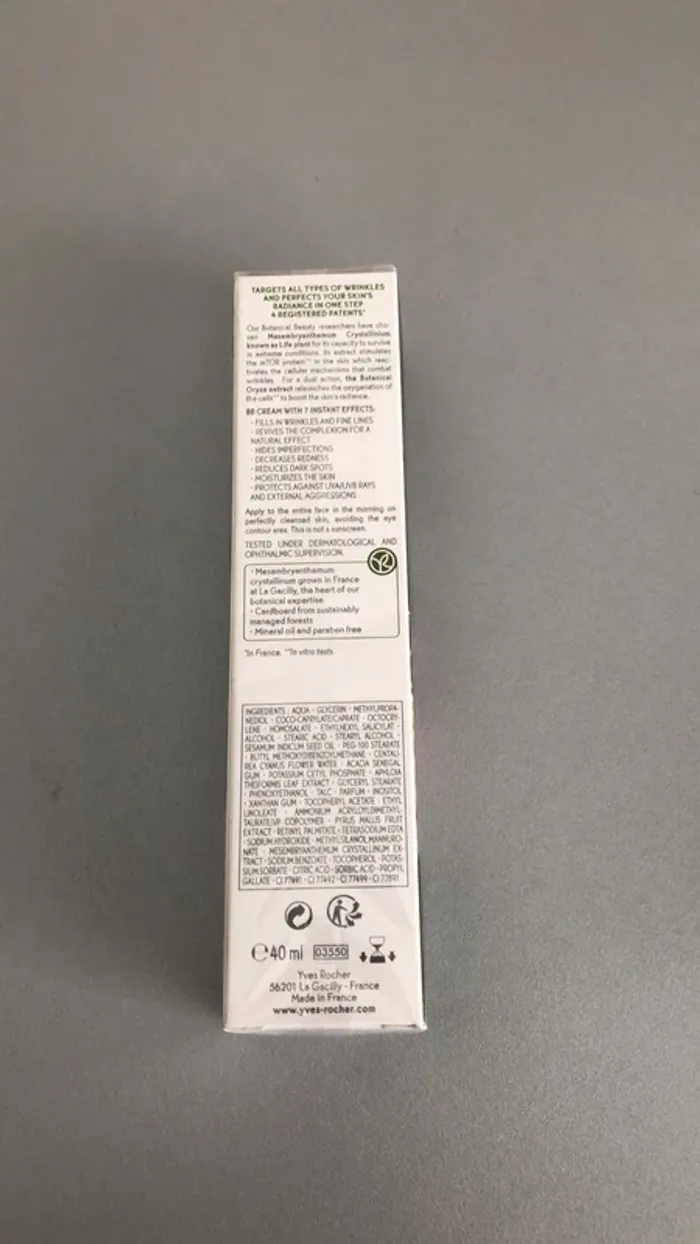 TARGETS ALL TYPES OF WRINKLES
AND PERFECTS YOUR SKIN'S
RADIANCE IN ONE STEP
4 REGISTERED PATENTS*
Our Botanical Beauty researchers have cho-
sen Mesembryanthemum Crystallinium
known as Life plant for its capacity to survive
in extreme conditions. Its extract stimulates
the mTOR protein** in the skin which reac-
tivates the cellular mechanisms that combat
wrinkles. For a dual action, the Botanical
Oryza extract relaunches the oxygenation of
the cells** to boost the skin's radiance.
BB CREAM WITH 7 INSTANT EFFECTS:
· FILLS IN WRINKLES AND FINE LINES
· REVIVES THE COMPLEXION FOR A
NATURAL EFFECT
· HIDES IMPERFECTIONS
· DECREASES REDNESS
· REDUCES DARK SPOTS
· MOISTURIZES THE SKIN
· PROTECTS AGAINST UVA/UVB RAYS
AND EXTERNAL AGGRESSIONS
Apply to the entire face in the morning on
perfectly cleansed skin, avoiding the eye
contour area. This is not a sunscreen.
TESTED UNDER DERMATOLOGICAL AND
OPHTHALMIC SUPERVISION.
YR
· Mesembryanthemum
crystallinum grown in France
at La Gacilly, the heart of our
botanical expertise
· Cardboard from sustainably
managed forests
· Mineral oil and paraben free
*In France. **In vitro tests.
INGREDIENTS : AQUA · GLYCERIN · METHYLPROPA-
NEDIOL · COCO-CAPRYLATE/CAPRATE · OCTOCRY-
LENE · HOMOSALATE · ETHYLHEXYL SALICYLATE ·
ALCOHOL · STEARIC ACID · STEARYL ALCOHOL ·
SESAMUM INDICUM SEED OIL · PEG-100 STEARATE
· BUTYL METHOXYDIBENZOYLMETHANE · CENTAU-
REA CYANUS FLOWER WATER · ACACIA SENEGAL
GUM · POTASSIUM CETYL PHOSPHATE · APHLOIA
THEIFORMIS LEAF EXTRACT · GLYCERYL STEARATE
· PHENOXYETHANOL · TALC · PARFUM · INOSITOL
· XANTHAN GUM · TOCOPHERYL ACETATE · ETHYL
LINOLEATE · AMMONIUM ACRYLOYLDIMETHYL-
TAURATE/VP COPOLYMER · PYRUS MALUS FRUIT
EXTRACT · RETINYL PALMITATE · TETRASODIUM EDTA
· SODIUM HYDROXIDE · METHYLSILANOL MANNURO-
NATE · MESEMBRYANTHEMUM CRYSTALLINUM EX-
TRACT · SODIUM BENZOATE · TOCOPHEROL · POTAS-
SIUM SORBATE · CITRIC ACID · SORBIC ACID · PROPYL
GALLATE · CI 77491 · CI 77492 · CI 77499 · CI 77891
℮40 ml 03550
Yves Rocher
56201 La Gacilly - France
Made in France
www.yves-rocher.com